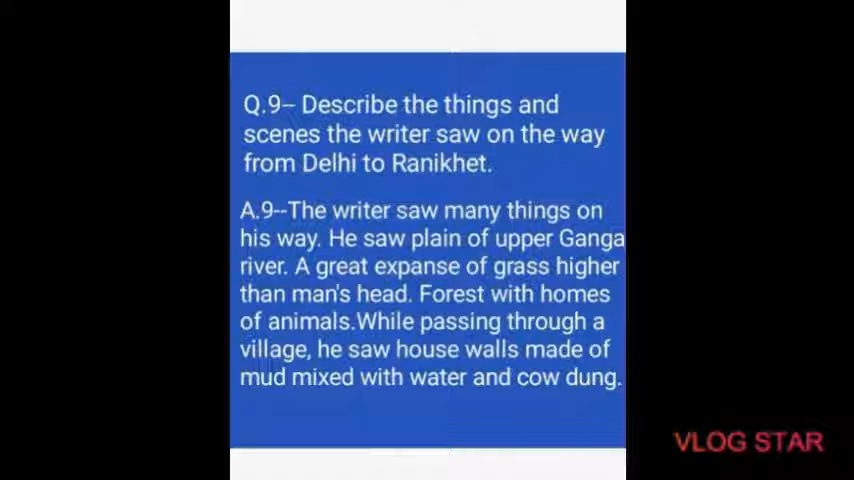 Q.9-- Describe the things and
scenes the writer saw on the way
from Delhi to Ranikhet.
A.9--The writer saw many things on
his way. He saw plain of upper Ganga
river. A great expanse of grass higher
than man's head. Forest with homes
of animals.While passing through a
village, he saw house walls made of
mud mixed with water and cow dung.
VLOG STAR